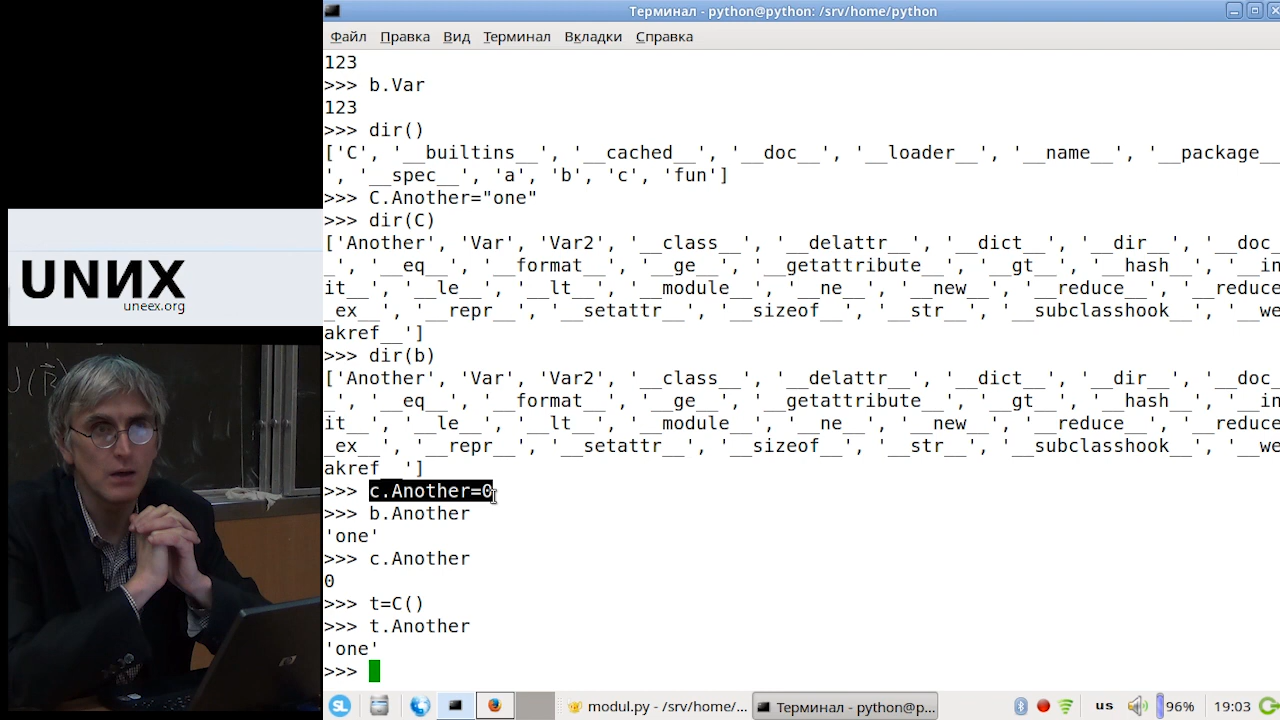 Терминал - python@python: /srv/home/python
Файл Правка Вид Терминал Вкладки Справка
123
>>> b.Var
123
>>> dir()
['C', '__builtins__', '__cached__', '__doc__', '__loader__', '__name__', '__package__
', '__spec__', 'a', 'b', 'c', 'fun']
>>> C.Another="one"
>>> dir(C)
['Another', 'Var', 'Var2', '__class__', '__delattr__', '__dict__', '__dir__', '__doc_
_', '__eq__', '__format__', '__ge__', '__getattribute__', '__gt__', '__hash__', '__in
it__', '__le__', '__lt__', '__module__', '__ne__', '__new__', '__reduce__', '__reduce
_ex__', '__repr__', '__setattr__', '__sizeof__', '__str__', '__subclasshook__', '__we
akref__']
>>> dir(b)
['Another', 'Var', 'Var2', '__class__', '__delattr__', '__dict__', '__dir__', '__doc_
_', '__eq__', '__format__', '__ge__', '__getattribute__', '__gt__', '__hash__', '__in
it__', '__le__', '__lt__', '__module__', '__ne__', '__new__', '__reduce__', '__reduce
_ex__', '__repr__', '__setattr__', '__sizeof__', '__str__', '__subclasshook__', '__we
akref__']
>>> c.Another=0
>>> b.Another
'one'
>>> c.Another
0
>>> t=C()
>>> t.Another
'one'
>>>
UNИX
uneex.org
hp
SL
modul.py - /srv/home/...
Терминал - python@p...
us
96%
19:03